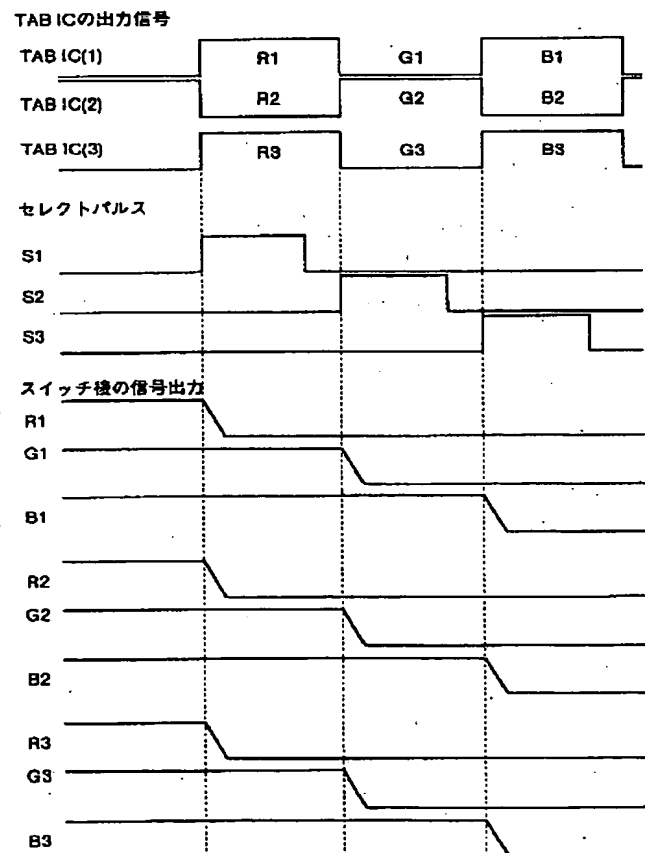 TAB ICの出力信号
TAB IC(1) R1 G1 B1
TAB IC(2) R2 G2 B2
TAB IC(3) R3 G3 B3
セレクトパルス
S1
S2
S3
スイッチ後の信号出力
R1
G1
B1
R2
G2
B2
R3
G3
B3